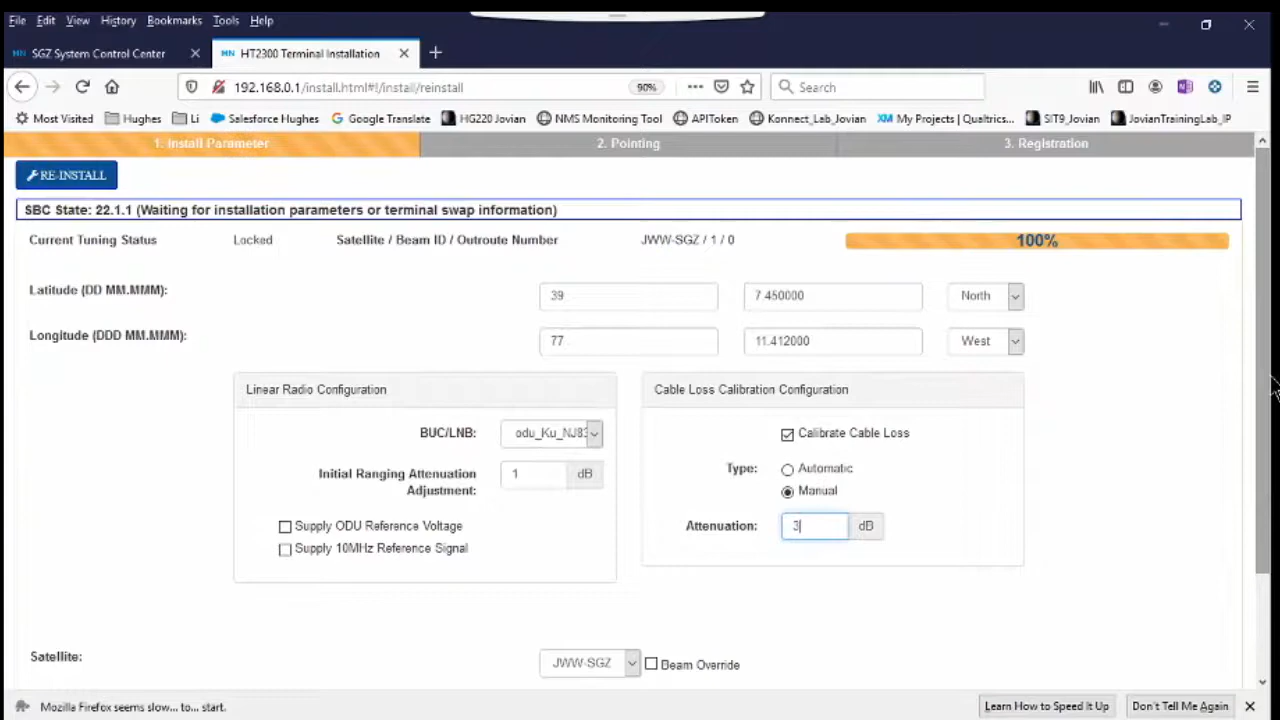 File Edit View History Bookmarks Tools Help
HN SGZ System Control Center × HN HT2300 Terminal Installation × +
192.168.0.1/install.html#!/install/reinstall 90% Search
Most Visited Hughes Li Salesforce Hughes Google Translate HG220 Jovian NMS Monitoring Tool APIToken Konnect_Lab_Jovian XM My Projects | Qualtrics... SIT9_Jovian JovianTrainingLab_IP
1. Install Parameter 2. Pointing 3. Registration
RE-INSTALL
SBC State: 22.1.1 (Waiting for installation parameters or terminal swap information)
Current Tuning Status Locked Satellite / Beam ID / Outroute Number JWW-SGZ / 1 / 0 100%
Latitude (DD MM.MMM): 39 7.450000 North
Longitude (DDD MM.MMM): 77 11.412000 West
Linear Radio Configuration
BUC/LNB: odu_Ku_NJ83
Initial Ranging Attenuation Adjustment: 1 dB
Supply ODU Reference Voltage
Supply 10MHz Reference Signal
Cable Loss Calibration Configuration
Calibrate Cable Loss
Type: Automatic
Manual
Attenuation: 3 dB
Satellite: JWW-SGZ Beam Override
Mozilla Firefox seems slow... to... start. Learn How to Speed It Up Don't Tell Me Again